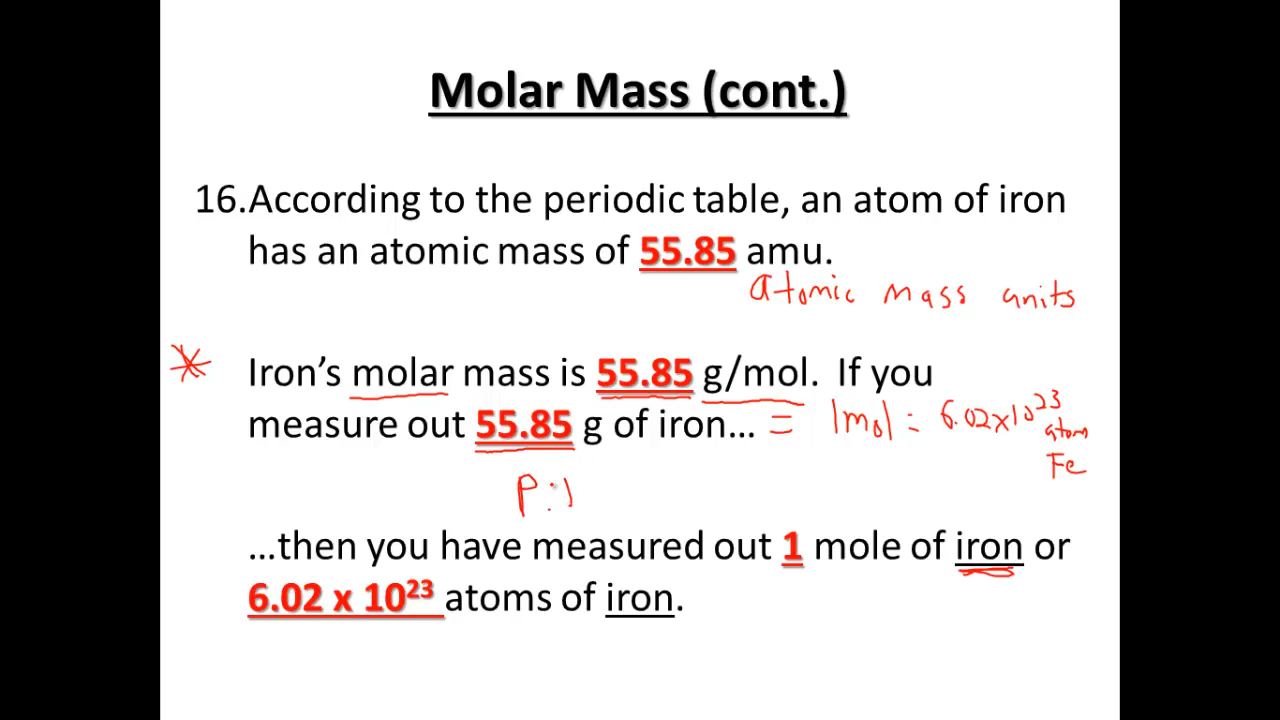 Molar Mass (cont.)
16.According to the periodic table, an atom of iron
has an atomic mass of 55.85 amu.
atomic mass units
* Iron's molar mass is 55.85 g/mol. If you
measure out 55.85 g of iron... = 1mol = 6.02x10²³
atom
Fe
...then you have measured out 1 mole of iron or
6.02 x 10²³ atoms of iron.